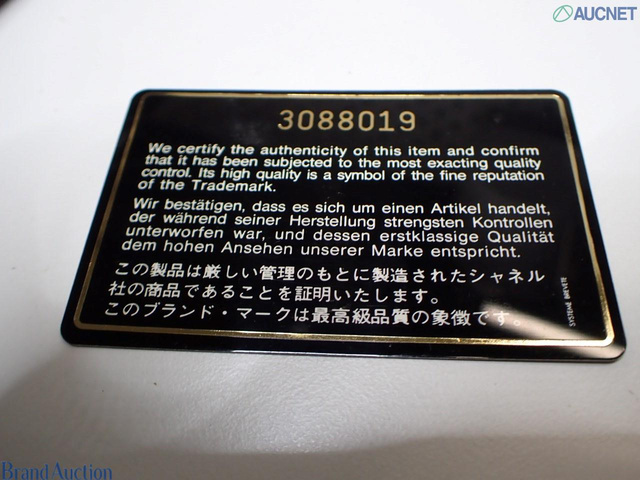 AUCNET
3088019
We certify the authenticity of this item and confirm
that it has been subjected to the most exacting quality
control. Its high quality is a symbol of the fine reputation
of the Trademark.
Wir bestätigen, dass es sich um einen Artikel handelt,
der während seiner Herstellung strengsten Kontrollen
unterworfen war, und dessen erstklassige Qualität
dem hohen Ansehen unserer Marke entspricht.
この製品は厳しい管理のもとに製造されたシャネル
社の商品であることを証明いたします。
このブランド・マークは最高級品質の象徴です。
SYSTEME BREVETE
Brand Auction